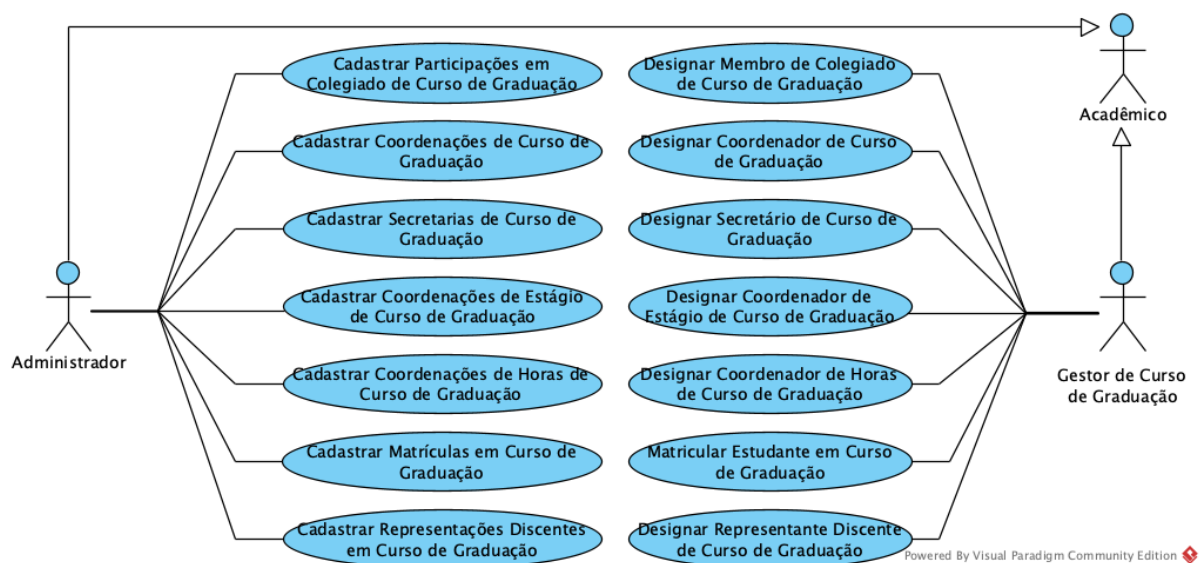 Cadastrar Participações em
Colegiado de Curso de Graduação
Designar Membro de Colegiado
de Curso de Graduação
Acadêmico
Cadastrar Coordenações de Curso de
Graduação
Designar Coordenador de Curso
de Graduação
Cadastrar Secretarias de Curso de
Graduação
Designar Secretário de Curso de
Graduação
Administrador
Cadastrar Coordenações de Estágio
de Curso de Graduação
Designar Coordenador de
Estágio de Curso de Graduação
Gestor de Curso
de Graduação
Cadastrar Coordenações de Horas de
Curso de Graduação
Designar Coordenador de Horas
de Curso de Graduação
Cadastrar Matrículas em Curso de
Graduação
Matricular Estudante em Curso
de Graduação
Cadastrar Representações Discentes
em Curso de Graduação
Designar Representante Discente
de Curso de Graduação
Powered By Visual Paradigm Community Edition